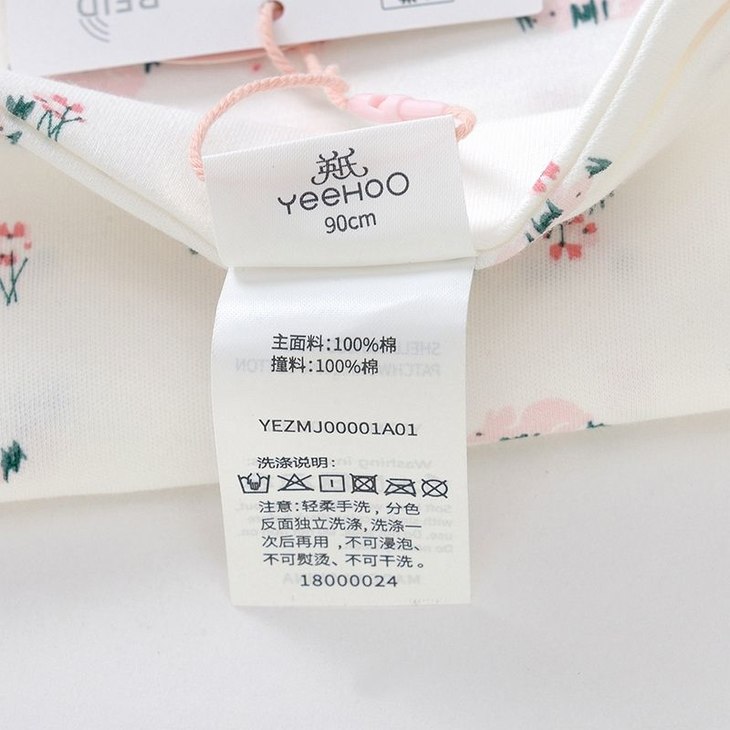 RFID
英氏
YeeHoO
90cm
主面料:100%棉
撞料:100%棉
YEZMJ00001A01
洗涤说明:
注意:轻柔手洗，分色
反面独立洗涤,洗涤一
次后再用,不可浸泡、
不可熨烫、不可干洗。
18000024